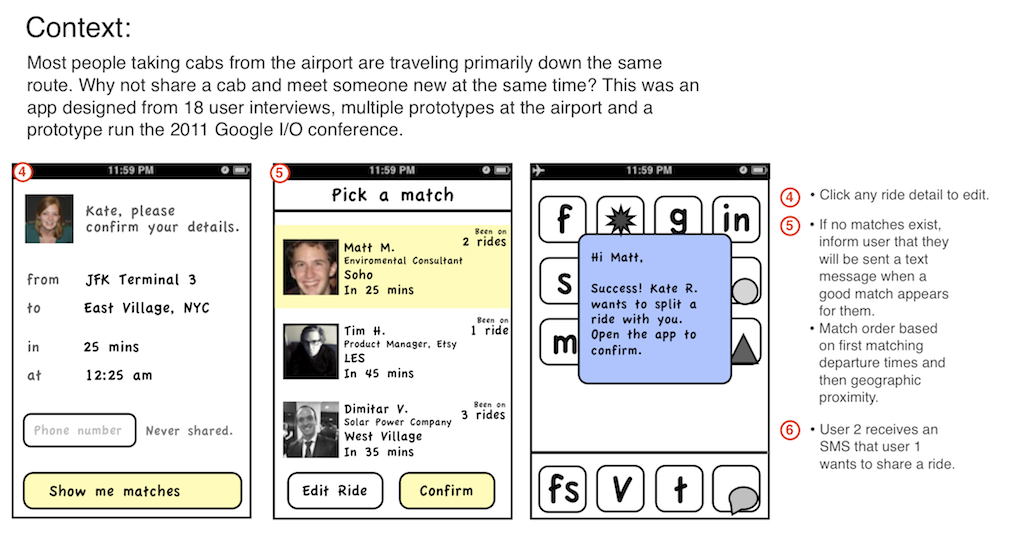 Context:
Most people taking cabs from the airport are traveling primarily down the same
route. Why not share a cab and meet someone new at the same time? This was an
app designed from 18 user interviews, multiple prototypes at the airport and a
prototype run the 2011 Google I/O conference.
4
11:59 PM
Kate, please
confirm your details.
from JFK Terminal 3
to East Village, NYC
in 25 mins
at 12:25 am
Phone number Never shared.
Show me matches
5
11:59 PM
Pick a match
Been on
2 rides
Matt M.
Enviromental Consultant
Soho
In 25 mins
Been on
1 ride
Tim H.
Product Manager, Etsy
LES
In 45 mins
Been on
3 rides
Dimitar V.
Solar Power Company
West Village
In 35 mins
Edit Ride Confirm
11:59 PM
f g in
s
m
Hi Matt,
Success! Kate R.
wants to split a
ride with you.
Open the app to
confirm.
fs V t
4 • Click any ride detail to edit.
5 • If no matches exist,
inform user that they
will be sent a text
message when a
good match appears
for them.
• Match order based
on first matching
departure times and
then geographic
proximity.
6 • User 2 receives an
SMS that user 1
wants to share a ride.